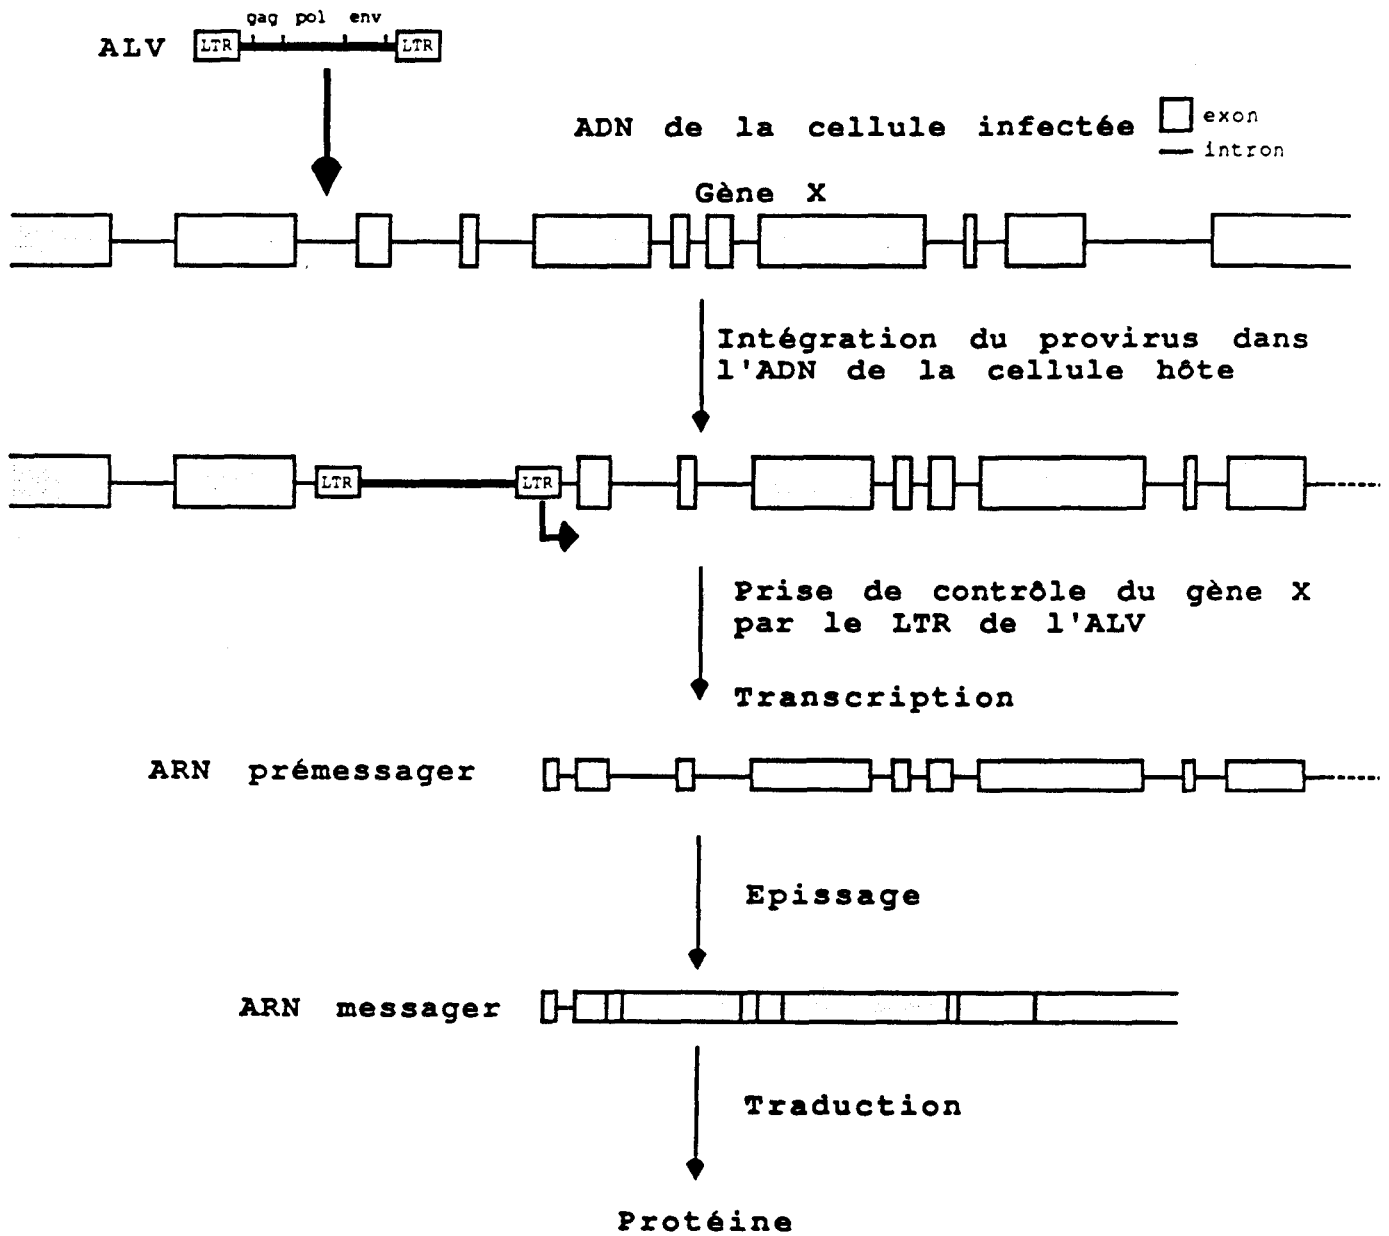 gag pol env
ALV LTR LTR
ADN de la cellule infectée
exon
intron
Gène X
Intégration du provirus dans
l'ADN de la cellule hôte
LTR LTR
Prise de contrôle du gène X
par le LTR de l'ALV
Transcription
ARN prémessager
Epissage
ARN messager
Traduction
Protéine